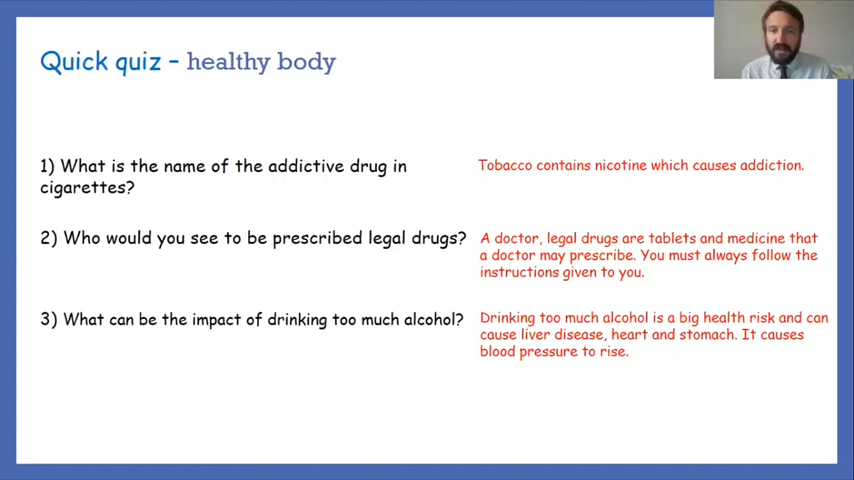 Quick quiz - healthy body
1) What is the name of the addictive drug in
cigarettes?
Tobacco contains nicotine which causes addiction.
2) Who would you see to be prescribed legal drugs?
A doctor, legal drugs are tablets and medicine that
a doctor may prescribe. You must always follow the
instructions given to you.
3) What can be the impact of drinking too much alcohol?
Drinking too much alcohol is a big health risk and can
cause liver disease, heart and stomach. It causes
blood pressure to rise.